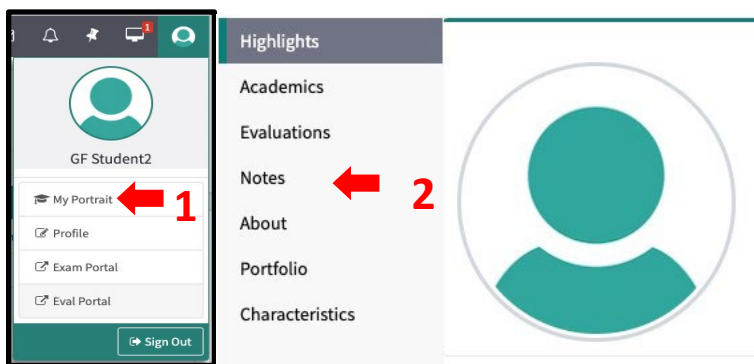 1
GF Student2
My Portrait
1
Profile
Exam Portal
Eval Portal
Sign Out
Highlights
Academics
Evaluations
Notes
2
About
Portfolio
Characteristics